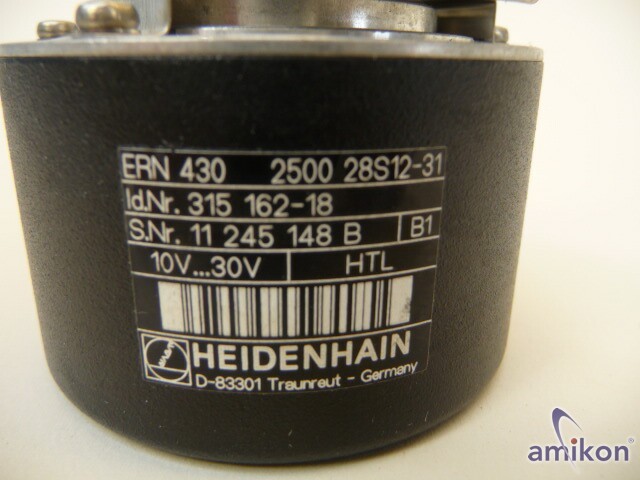 ERN 430 2500 28S12-31
Id.Nr. 315 162-18
S.Nr. 11 245 148 B B1
10V...30V HTL
HEIDENHAIN
D-83301 Traunreut - Germany
amikon